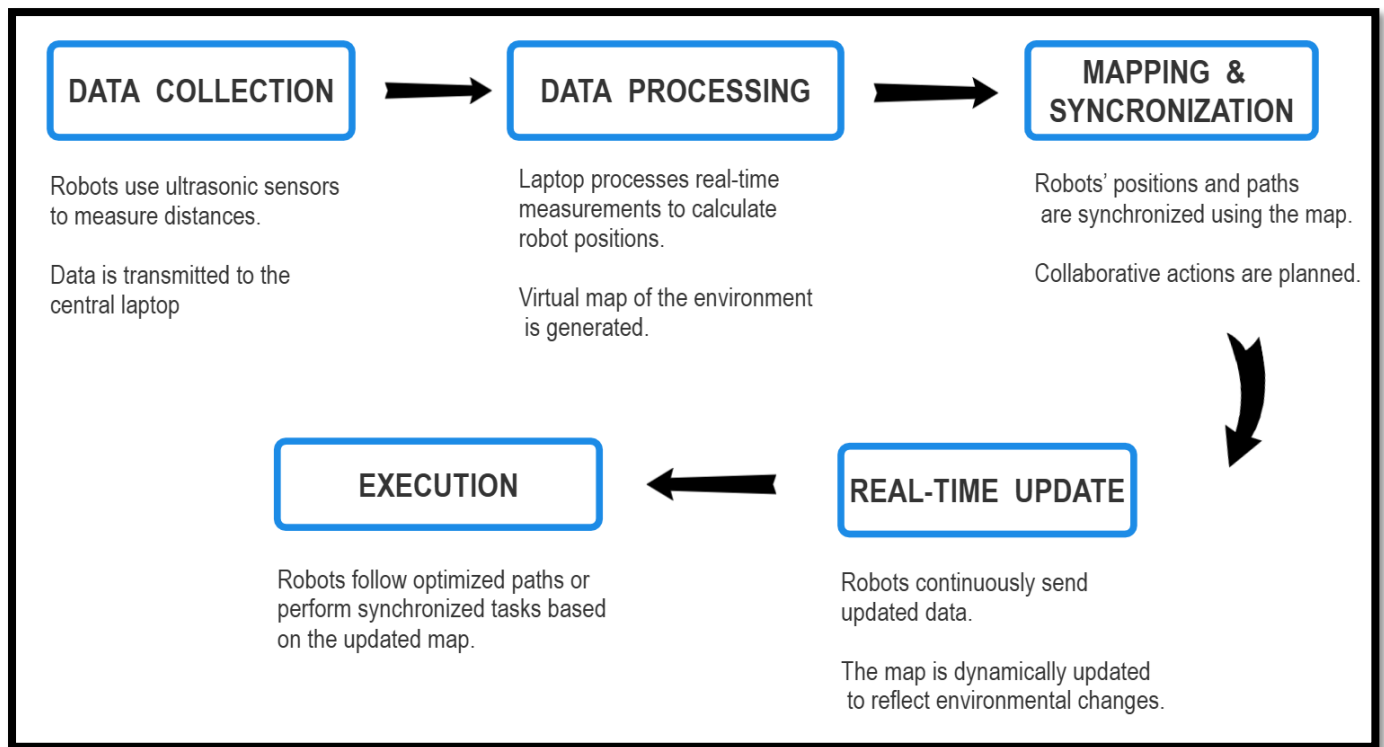 DATA COLLECTION
Robots use ultrasonic sensors
to measure distances.
Data is transmitted to the
central laptop
DATA PROCESSING
Laptop processes real-time
measurements to calculate
robot positions.
Virtual map of the environment
is generated.
MAPPING &
SYNCRONIZATION
Robots’ positions and paths
are synchronized using the map.
Collaborative actions are planned.
REAL-TIME UPDATE
Robots continuously send
updated data.
The map is dynamically updated
to reflect environmental changes.
EXECUTION
Robots follow optimized paths or
perform synchronized tasks based
on the updated map.